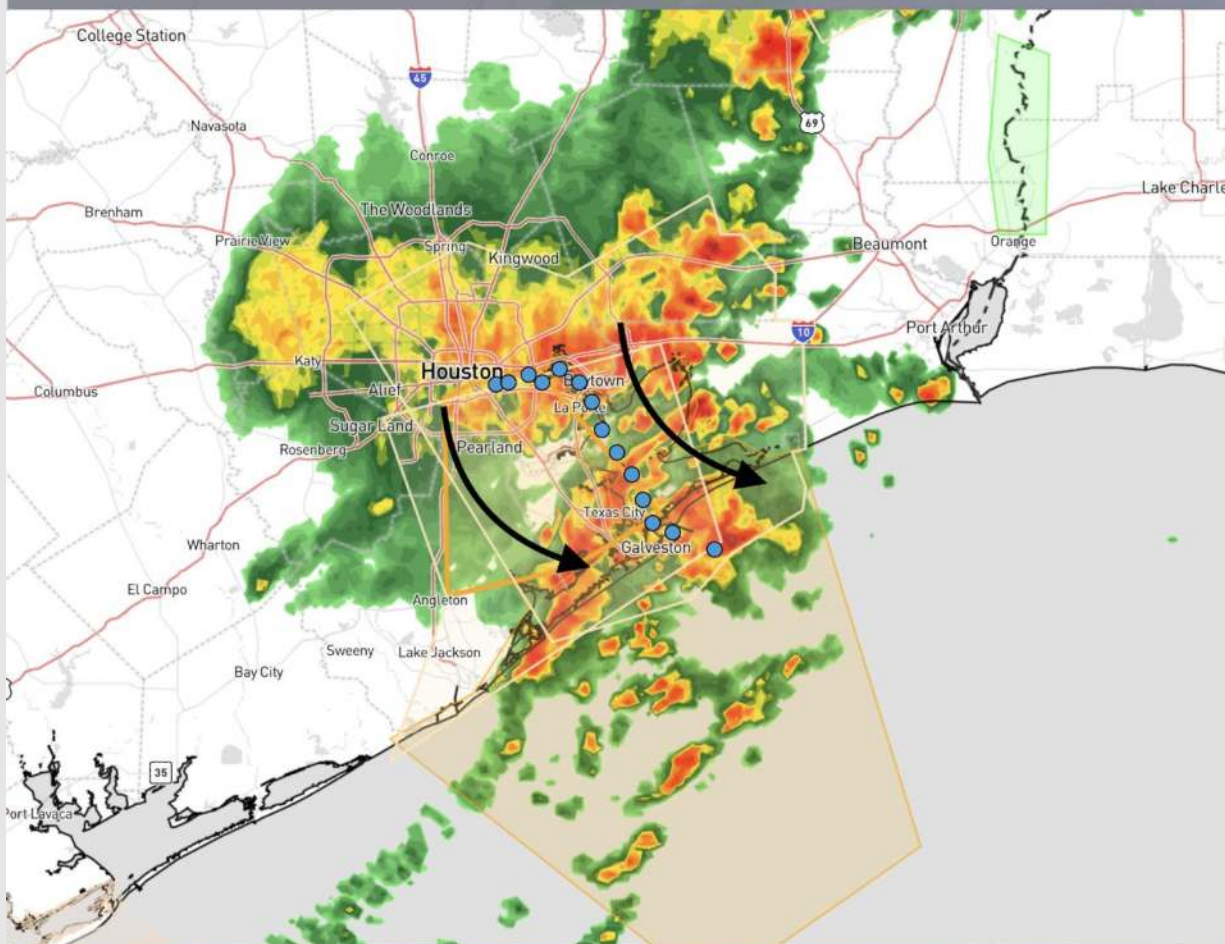 College Station
45
Navasota
69
Conroe
Lake Charle
The Woodlands
Brenham
Prairie View
Spring
Orange
Beaumont
Kingwood
10
Port Arthur
Katy
Houston
Columbus
Alief
Baytown
La Porte
Sugar Land
Rosenberg
Pearland
Texas City
Wharton
Galveston
El Campo
Angleton
Sweeny
Lake Jackson
Bay City
35
Port Lavaca